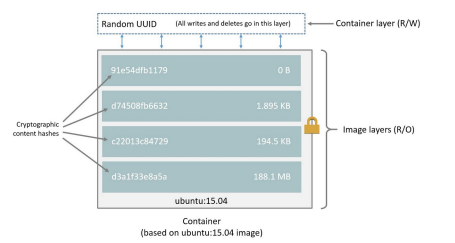 Random UUID (All writes and deletes go in this layer)
Container layer (R/W)
91e54dfb1179 0 B
d74508fb6632 1.895 KB
Cryptographic
content hashes
Image layers (R/O)
c22013c84729 194.5 KB
d3a1f33e8a5a 188.1 MB
ubuntu:15.04
Container
(based on ubuntu:15.04 image)